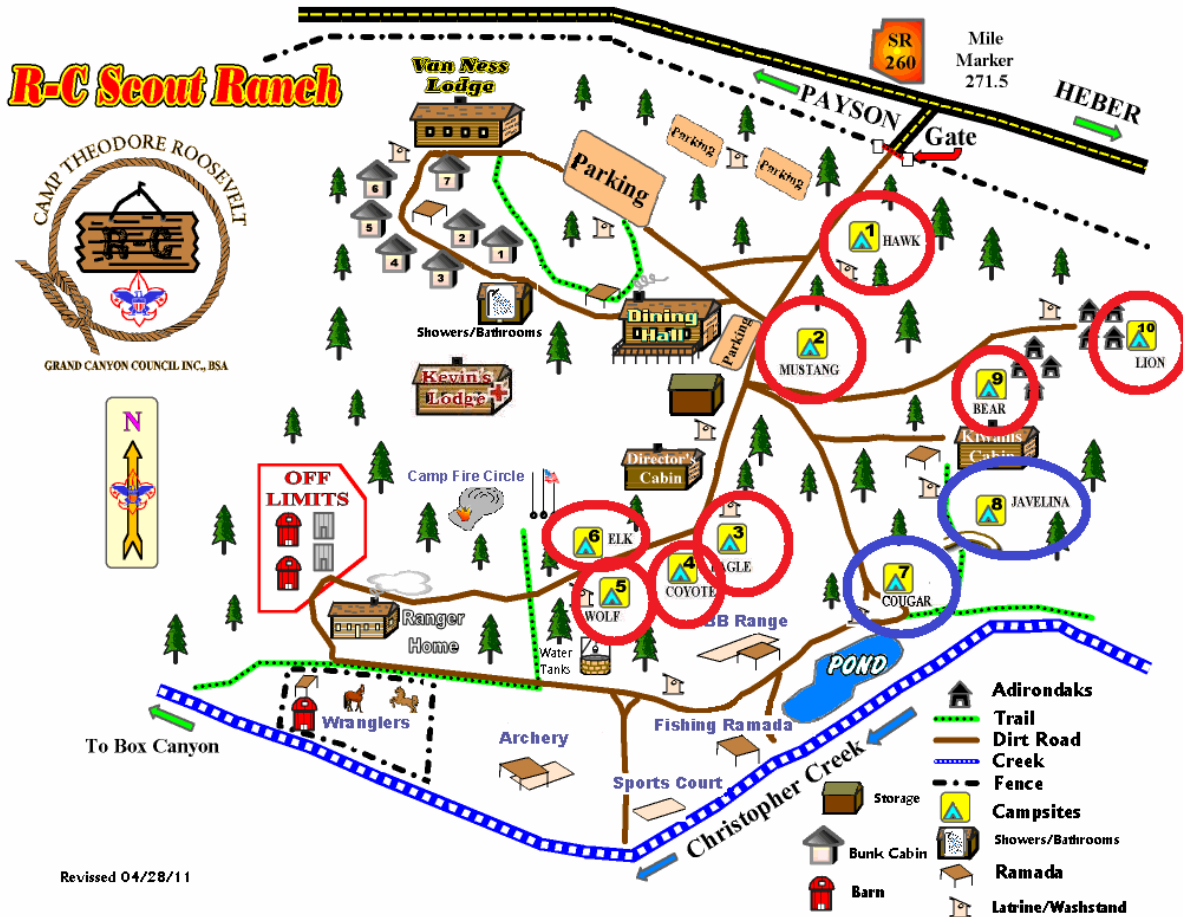 R-C Scout Ranch
CAMP THEODORE ROOSEVELT
R-C
GRAND CANYON COUNCIL INC., BSA
N
Van Ness
Lodge
SR
260
Mile
Marker
271.5
PAYSON
HEBER
Gate
Parking
Parking
Parking
Parking
7
6
5
4
3
2
1
Showers/Bathrooms
Dining
Hall
Kevin's
Lodge
Director's
Cabin
1 HAWK
2
MUSTANG
10
LION
9
BEAR
Kiwanis
Cabin
8 JAVELINA
7
COUGAR
3
EAGLE
4
COYOTE
5
WOLF
6 ELK
OFF
LIMITS
Camp Fire Circle
Ranger
Home
Water
Tanks
BB Range
POND
Wranglers
Archery
Fishing Ramada
Sports Court
To Box Canyon
Christopher Creek
Adirondaks
Trail
Dirt Road
Creek
Fence
Campsites
Showers/Bathrooms
Ramada
Latrine/Washstand
Storage
Bunk Cabin
Barn
Revissed 04/28/11